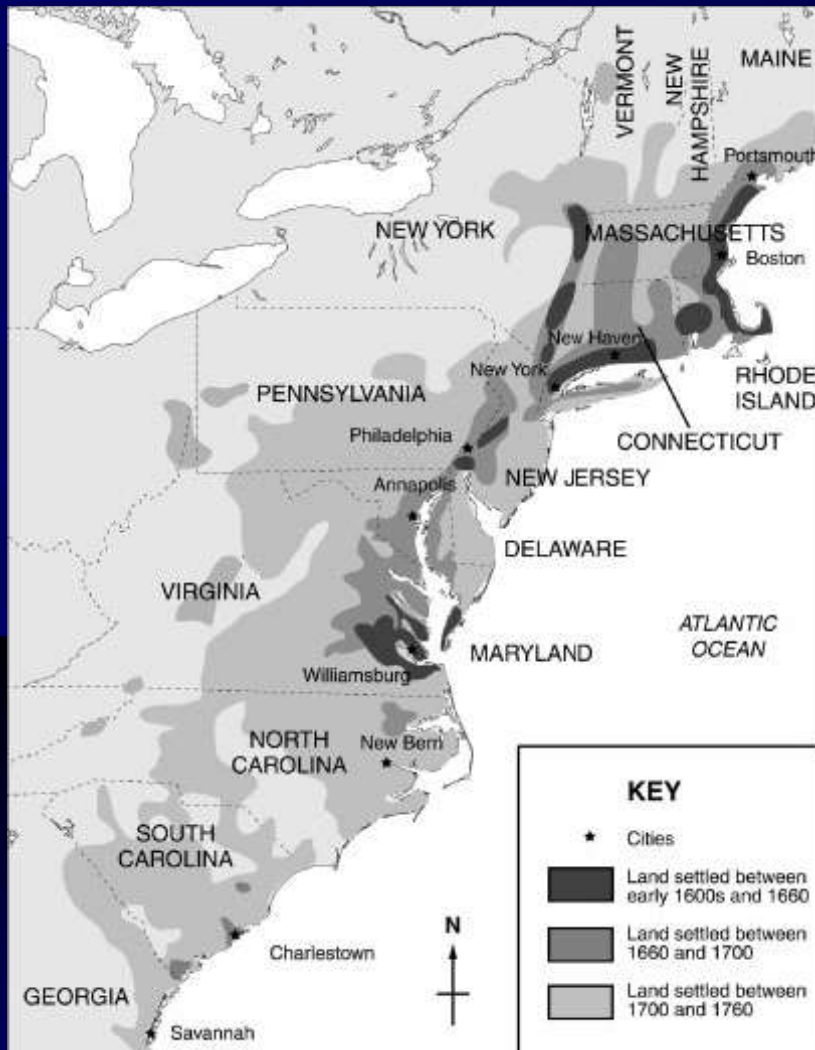 VERMONT
NEW
HAMPSHIRE
MAINE
Portsmouth
NEW YORK
MASSACHUSETTS
Boston
New Haven
New York
RHODE
ISLAND
PENNSYLVANIA
CONNECTICUT
Philadelphia
NEW JERSEY
Annapolis
DELAWARE
VIRGINIA
ATLANTIC
OCEAN
MARYLAND
Williamsburg
NORTH
CAROLINA
New Bern
SOUTH
CAROLINA
Charlestown
GEORGIA
Savannah
N
KEY
Cities
Land settled between
early 1600s and 1660
Land settled between
1660 and 1700
Land settled between
1700 and 1760